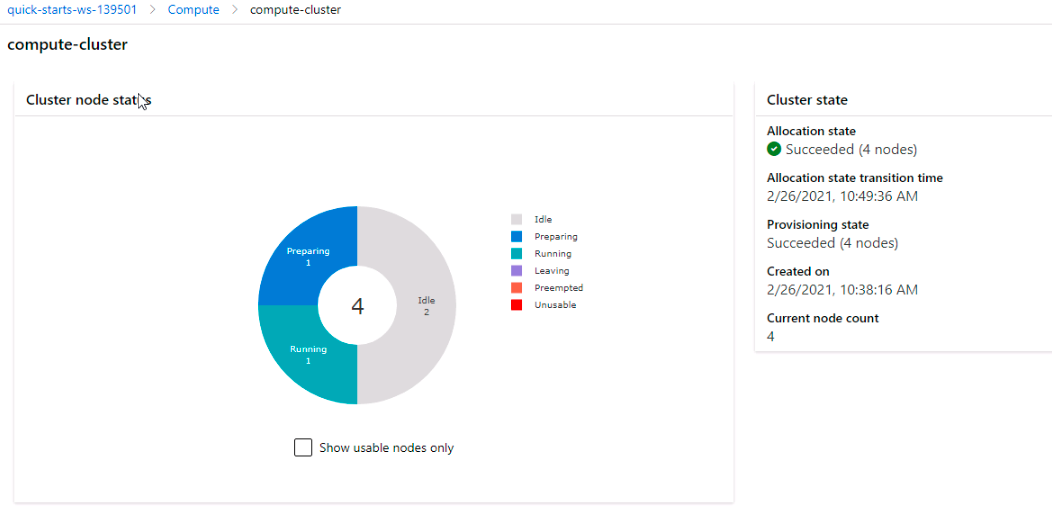 quick-starts-ws-139501 > Compute > compute-cluster
compute-cluster
Cluster node status
Preparing
1
Running
1
4
Idle
2
Idle
Preparing
Running
Leaving
Preempted
Unusable
Show usable nodes only
Cluster state
Allocation state
Succeeded (4 nodes)
Allocation state transition time
2/26/2021, 10:49:36 AM
Provisioning state
Succeeded (4 nodes)
Created on
2/26/2021, 10:38:16 AM
Current node count
4